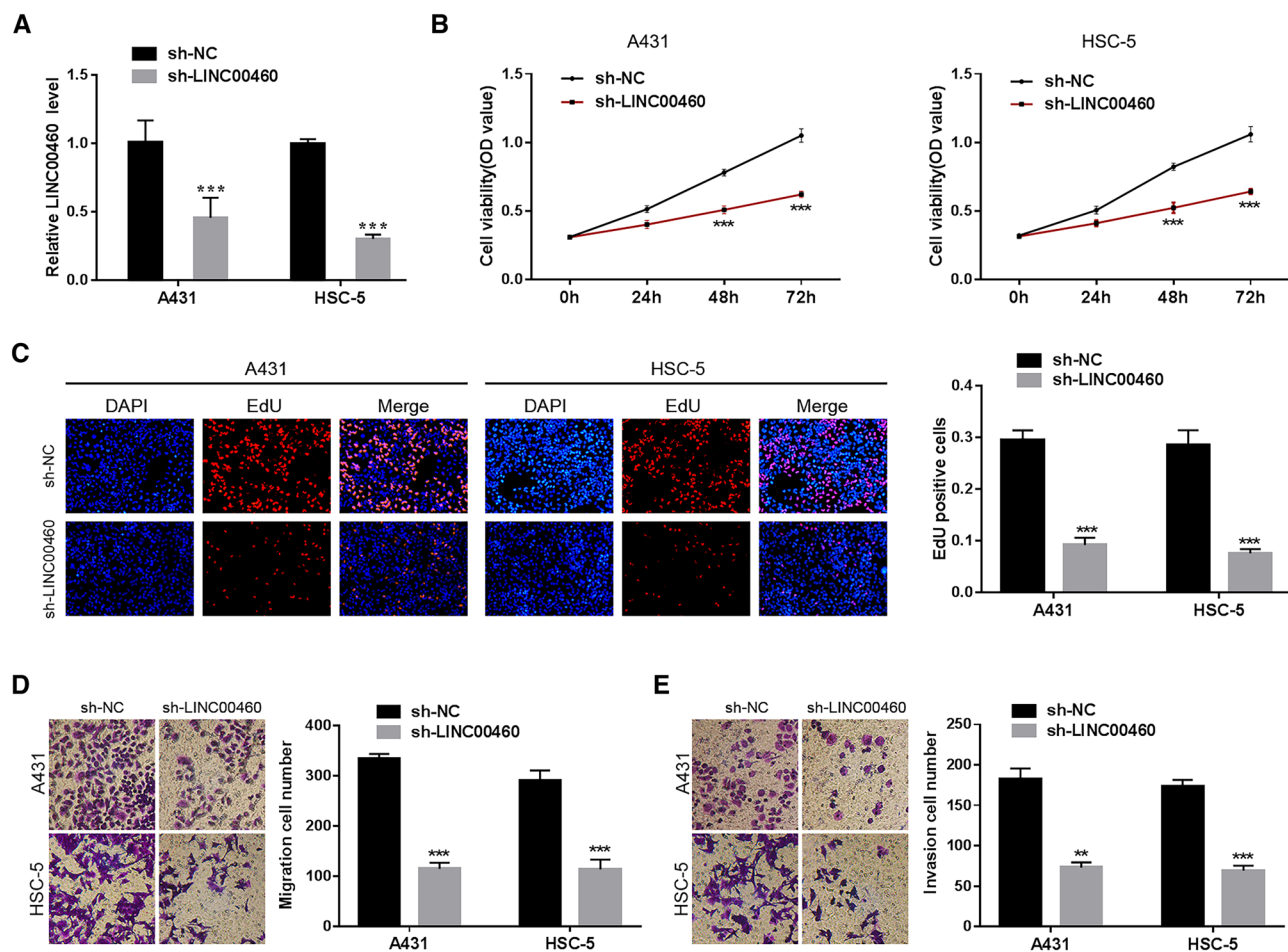 A
sh-NC
sh-LINC00460
Relative LINC00460 level
1.5
1.0
0.5
0.0
***
***
A431
HSC-5
B
A431
sh-NC
sh-LINC00460
Cell viability(OD value)
1.5
1.0
0.5
0.0
***
***
0h 24h 48h 72h
HSC-5
sh-NC
sh-LINC00460
Cell viability(OD value)
1.5
1.0
0.5
0.0
***
***
0h 24h 48h 72h
C
A431
HSC-5
DAPI EdU Merge DAPI EdU Merge
sh-NC
sh-LINC00460
sh-NC
sh-LINC00460
EdU positive cells
0.4
0.3
0.2
0.1
0.0
***
***
A431
HSC-5
D
sh-NC sh-LINC00460
A431
HSC-5
sh-NC
sh-LINC00460
Migration cell number
400
300
200
100
0
***
***
A431
HSC-5
E
sh-NC sh-LINC00460
A431
HSC-5
sh-NC
sh-LINC00460
Invasion cell number
250
200
150
100
50
0
**
***
A431
HSC-5